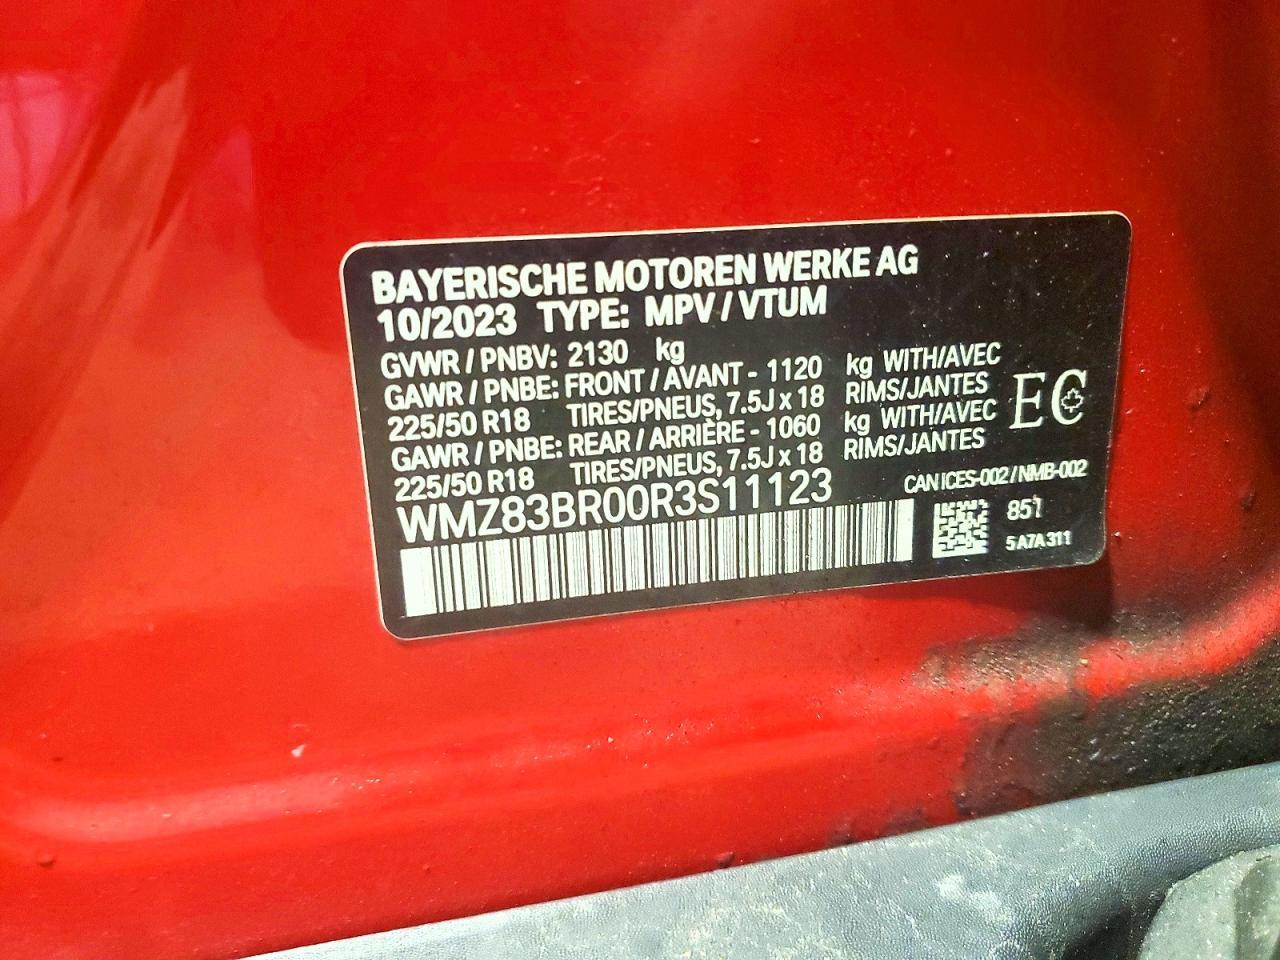 BAYERISCHE MOTOREN WERKE AG
10/2023 TYPE: MPV / VTUM
GVWR / PNBV: 2130 kg
GAWR / PNBE: FRONT / AVANT - 1120 kg WITH/AVEC
225/50 R18 TIRES/PNEUS, 7.5J x 18 RIMS/JANTES
GAWR / PNBE: REAR / ARRIÈRE - 1060 kg WITH/AVEC
225/50 R18 TIRES/PNEUS, 7.5J x 18 RIMS/JANTES
EC
WMZ83BR00R3S11123
CAN ICES-002 / NMB-002
851
5 A7A 311